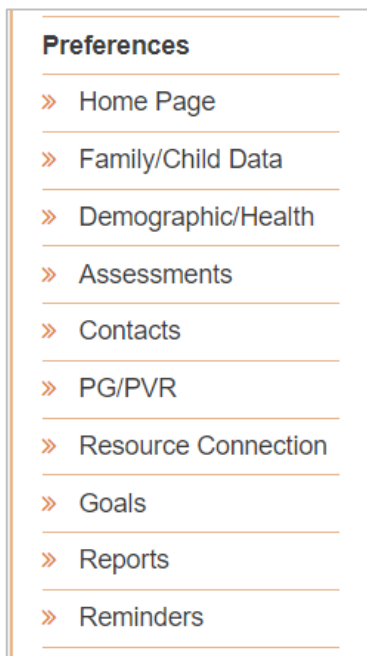 Preferences
» Home Page
» Family/Child Data
» Demographic/Health
» Assessments
» Contacts
» PG/PVR
» Resource Connection
» Goals
» Reports
» Reminders